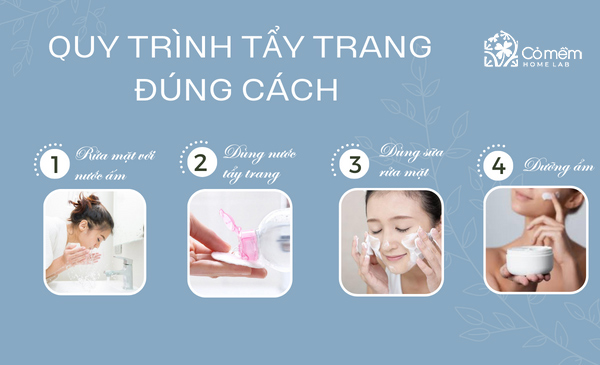 QUY TRÌNH TẨY TRANG
ĐÚNG CÁCH
Cỏ mềm
HOME LAB
1
Rửa mặt với
nước ấm
2
Dùng nước
tẩy trang
3
Dùng sữa
rửa mặt
4
Dưỡng ẩm